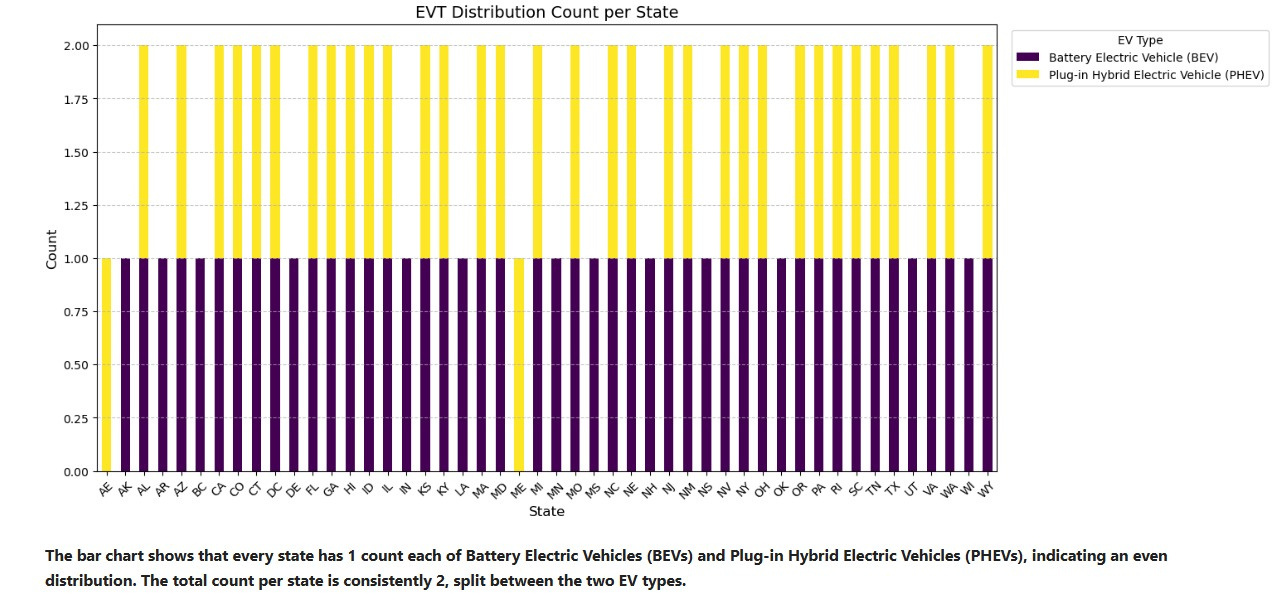 EVT Distribution Count per State
EV Type
Battery Electric Vehicle (BEV)
Plug-in Hybrid Electric Vehicle (PHEV)
2.00
1.75
1.50
1.25
1.00
0.75
0.50
0.25
0.00
Count
AE AK AL AR AZ BC CA CO CT DC DE FL GA HI ID IL IN KS KY LA MA MD ME MI MN MO MS NC NE NH NJ NM NS NV NY OH OK OR PA RI SC TN TX UT VA WA WI WY
State
The bar chart shows that every state has 1 count each of Battery Electric Vehicles (BEVs) and Plug-in Hybrid Electric Vehicles (PHEVs), indicating an even
distribution. The total count per state is consistently 2, split between the two EV types.